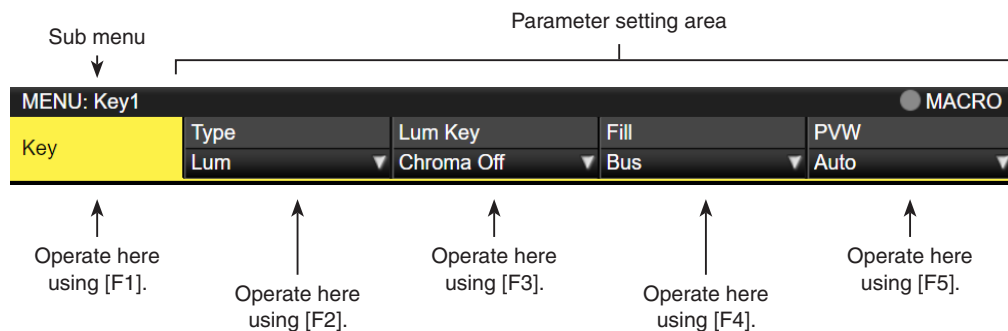 Parameter setting area
Sub menu
MENU: Key1
MACRO
Key
Type
Lum Key
Fill
PVW
Lum
Chroma Off
Bus
Auto
Operate here
using [F1].
Operate here
using [F2].
Operate here
using [F3].
Operate here
using [F4].
Operate here
using [F5].